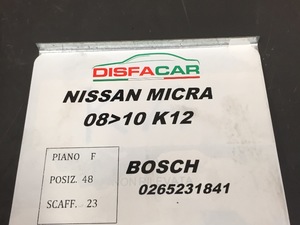 DISFACAR
NISSAN MICRA
08>10 K12
PIANO F
POSIZ. 48
SCAFF. 23
BOSCH
0265231841